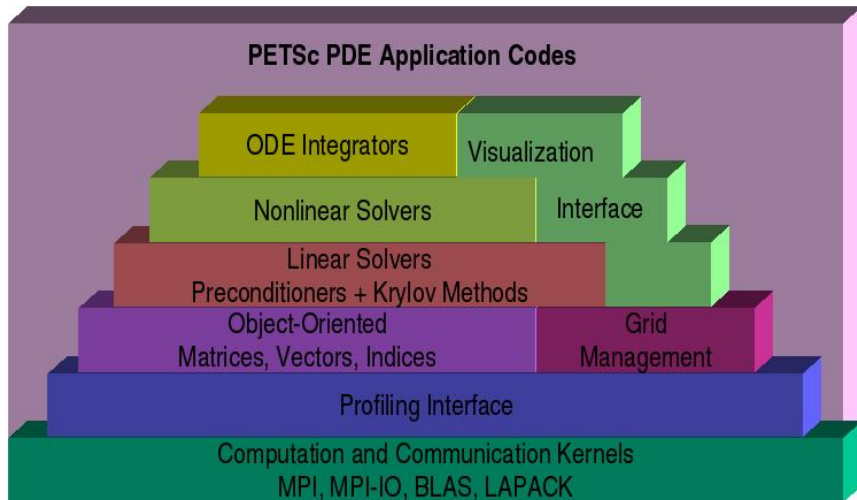 PETSc PDE Application Codes
ODE Integrators
Visualization
Nonlinear Solvers
Interface
Linear Solvers
Preconditioners + Krylov Methods
Object-Oriented
Matrices, Vectors, Indices
Grid
Management
Profiling Interface
Computation and Communication Kernels
MPI, MPI-IO, BLAS, LAPACK